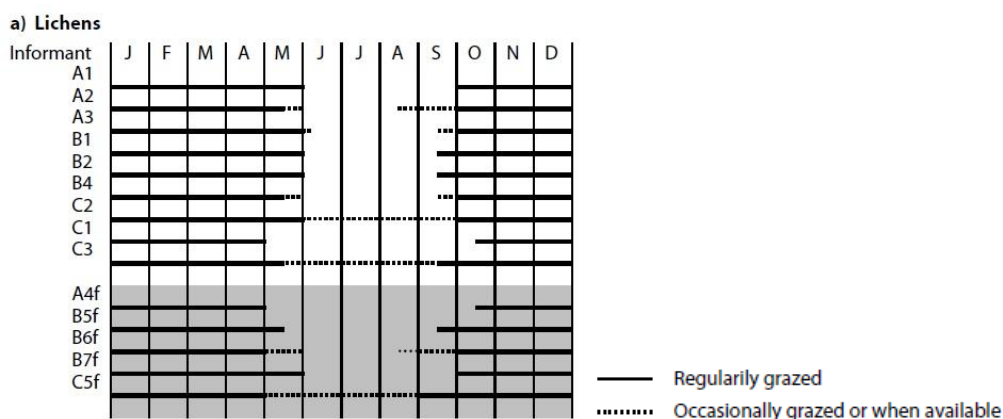 a) Lichens
Informant J F M A M J J A S O N D
A1
A2
A3
B1
B2
B4
C2
C1
C3
A4f
B5f
B6f
B7f
C5f
Regularily grazed
Occasionally grazed or when available